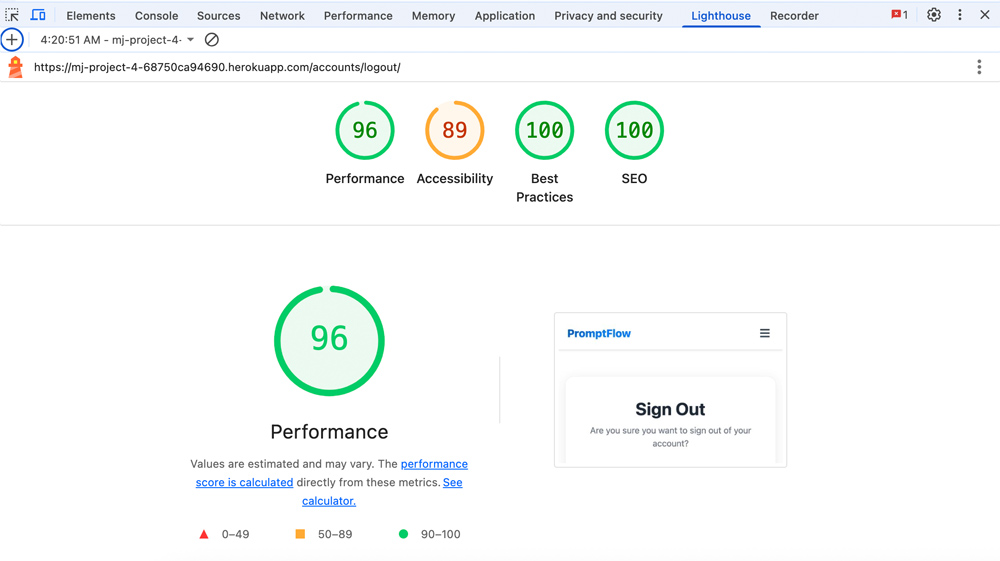 Elements Console Sources Network Performance Memory Application Privacy and security Lighthouse Recorder 1
4:20:51 AM - mj-project-4-
https://mj-project-4-68750ca94690.herokuapp.com/accounts/logout/
96 89 100 100
Performance Accessibility Best Practices SEO
96
Performance
Values are estimated and may vary. The performance
score is calculated directly from these metrics. See
calculator.
0–49 50–89 90–100
PromptFlow
Sign Out
Are you sure you want to sign out of your
account?